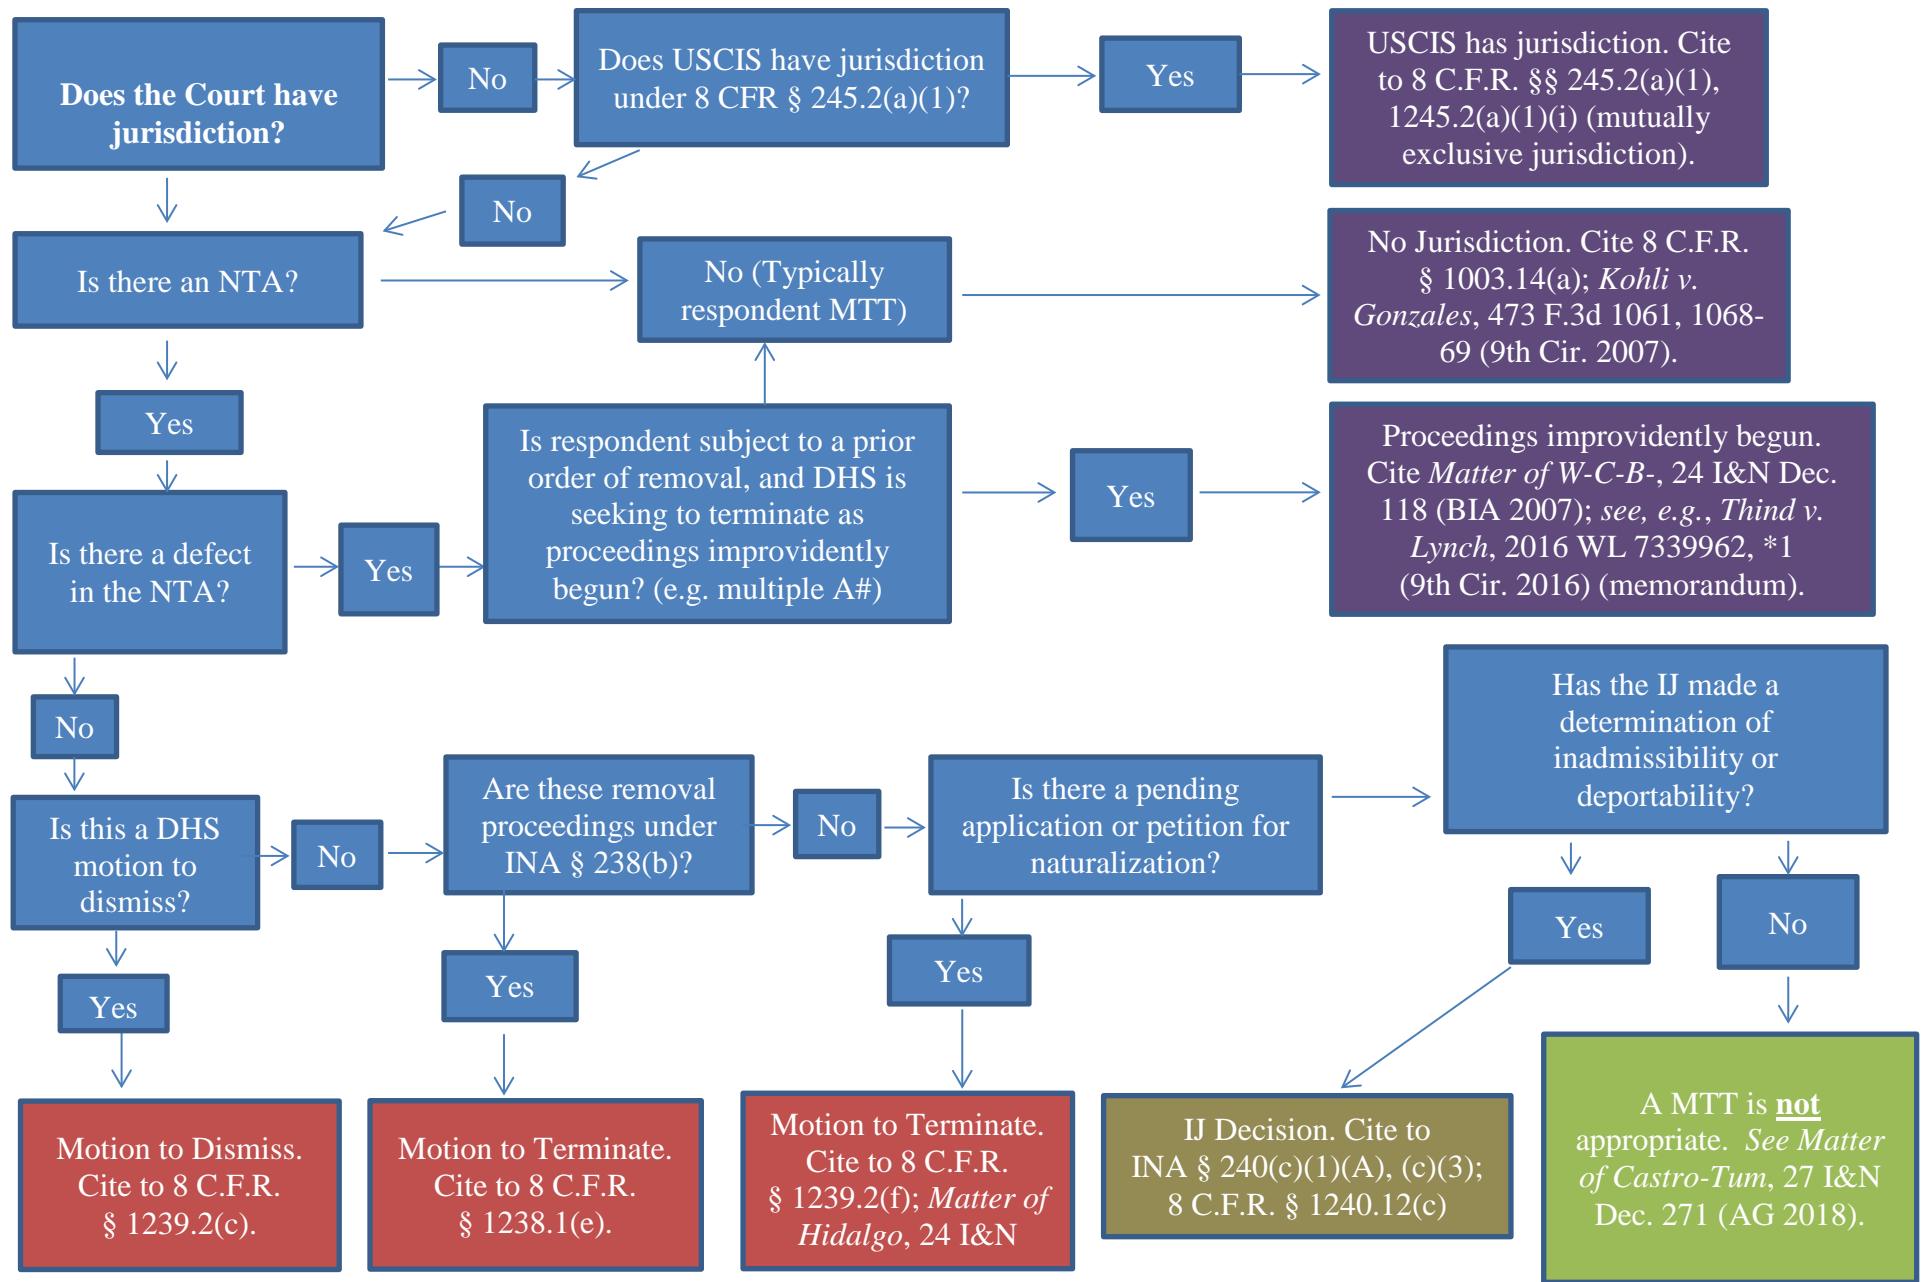 Does the Court have
jurisdiction?
No
Does USCIS have jurisdiction
under 8 CFR § 245.2(a)(1)?
Yes
USCIS has jurisdiction. Cite
to 8 C.F.R. §§ 245.2(a)(1),
1245.2(a)(1)(i) (mutually
exclusive jurisdiction).
No
Is there an NTA?
No (Typically
respondent MTT)
No Jurisdiction. Cite 8 C.F.R.
§ 1003.14(a); Kohli v.
Gonzales, 473 F.3d 1061, 1068-
69 (9th Cir. 2007).
Yes
Is there a defect
in the NTA?
Yes
Is respondent subject to a prior
order of removal, and DHS is
seeking to terminate as
proceedings improvidently
begun? (e.g. multiple A#)
Yes
Proceedings improvidently begun.
Cite Matter of W-C-B-, 24 I&N Dec.
118 (BIA 2007); see, e.g., Thind v.
Lynch, 2016 WL 7339962, *1
(9th Cir. 2016) (memorandum).
No
Is this a DHS
motion to
dismiss?
No
Are these removal
proceedings under
INA § 238(b)?
No
Is there a pending
application or petition for
naturalization?
Has the IJ made a
determination of
inadmissibility or
deportability?
Yes
Yes
Yes
Yes
No
Motion to Dismiss.
Cite to 8 C.F.R.
§ 1239.2(c).
Motion to Terminate.
Cite to 8 C.F.R.
§ 1238.1(e).
Motion to Terminate.
Cite to 8 C.F.R.
§ 1239.2(f); Matter of
Hidalgo, 24 I&N
IJ Decision. Cite to
INA § 240(c)(1)(A), (c)(3);
8 C.F.R. § 1240.12(c)
A MTT is not
appropriate. See Matter
of Castro-Tum, 27 I&N
Dec. 271 (AG 2018).